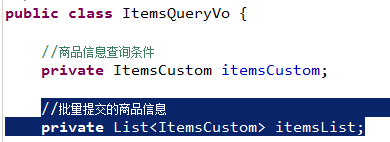 public class ItemsQueryVo {
//商品信息查询条件
private ItemsCustom itemsCustom;
//批量提交的商品信息
private List<ItemsCustom> itemsList;